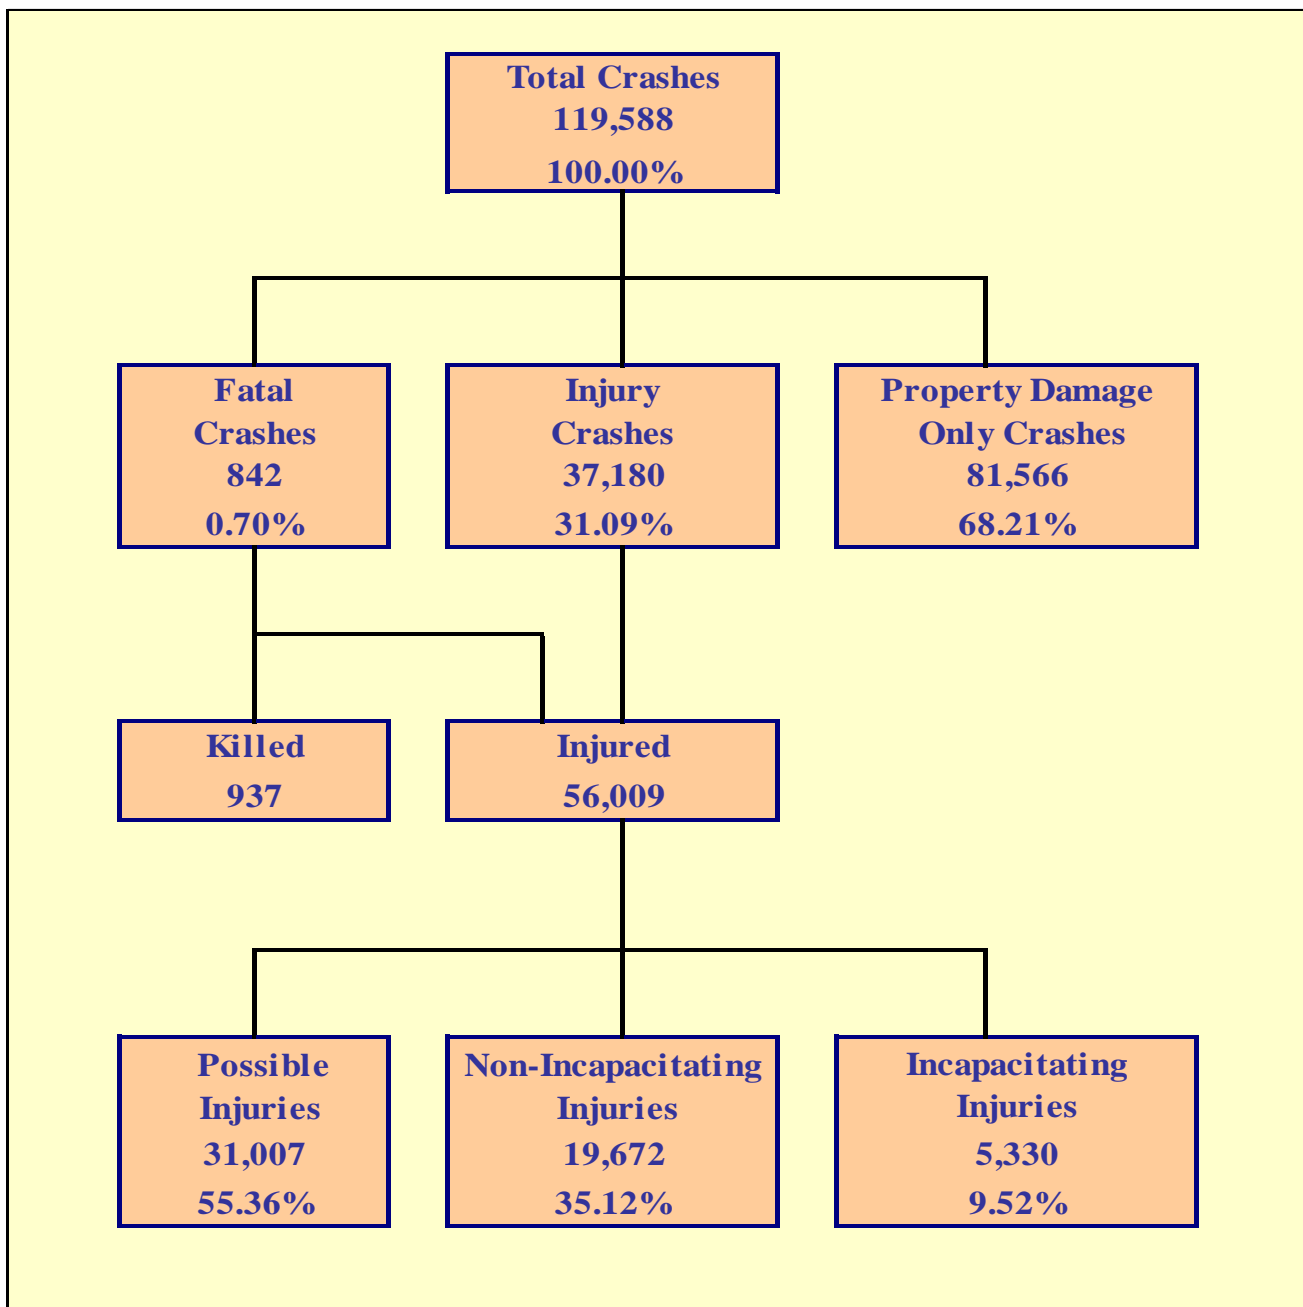 Total Crashes
119,588
100.00%
Fatal
Crashes
842
0.70%
Injury
Crashes
37,180
31.09%
Property Damage
Only Crashes
81,566
68.21%
Killed
937
Injured
56,009
Possible
Injuries
31,007
55.36%
Non-Incapacitating
Injuries
19,672
35.12%
Incapacitating
Injuries
5,330
9.52%